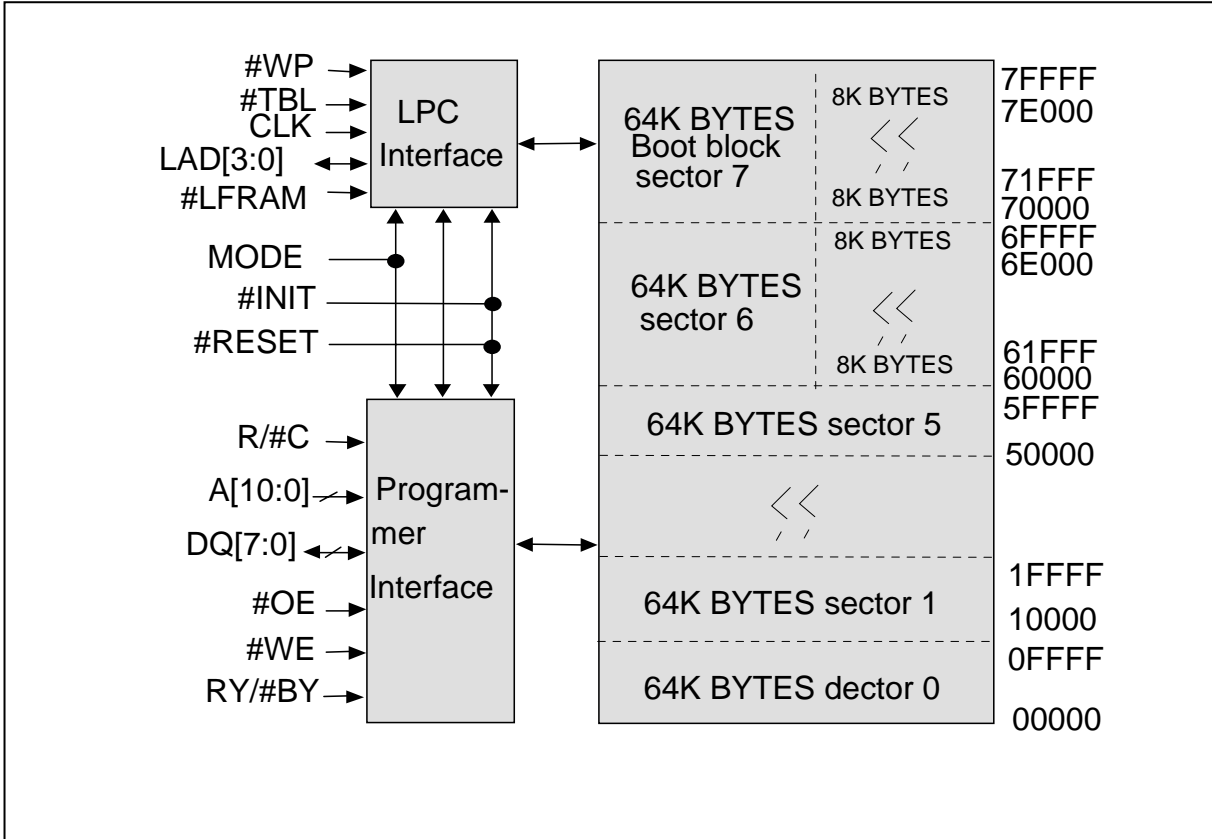 #WP
#TBL
CLK
LAD[3:0]
#LFRAM
MODE
#INIT
#RESET
R/#C
A[10:0]
DQ[7:0]
#OE
#WE
RY/#BY
LPC
Interface
Program-
mer
Interface
64K BYTES
Boot block
sector 7
8K BYTES
8K BYTES
64K BYTES
sector 6
8K BYTES
8K BYTES
64K BYTES sector 5
64K BYTES sector 1
64K BYTES dector 0
7FFFF
7E000
71FFF
70000
6FFFF
6E000
61FFF
60000
5FFFF
50000
1FFFF
10000
0FFFF
00000